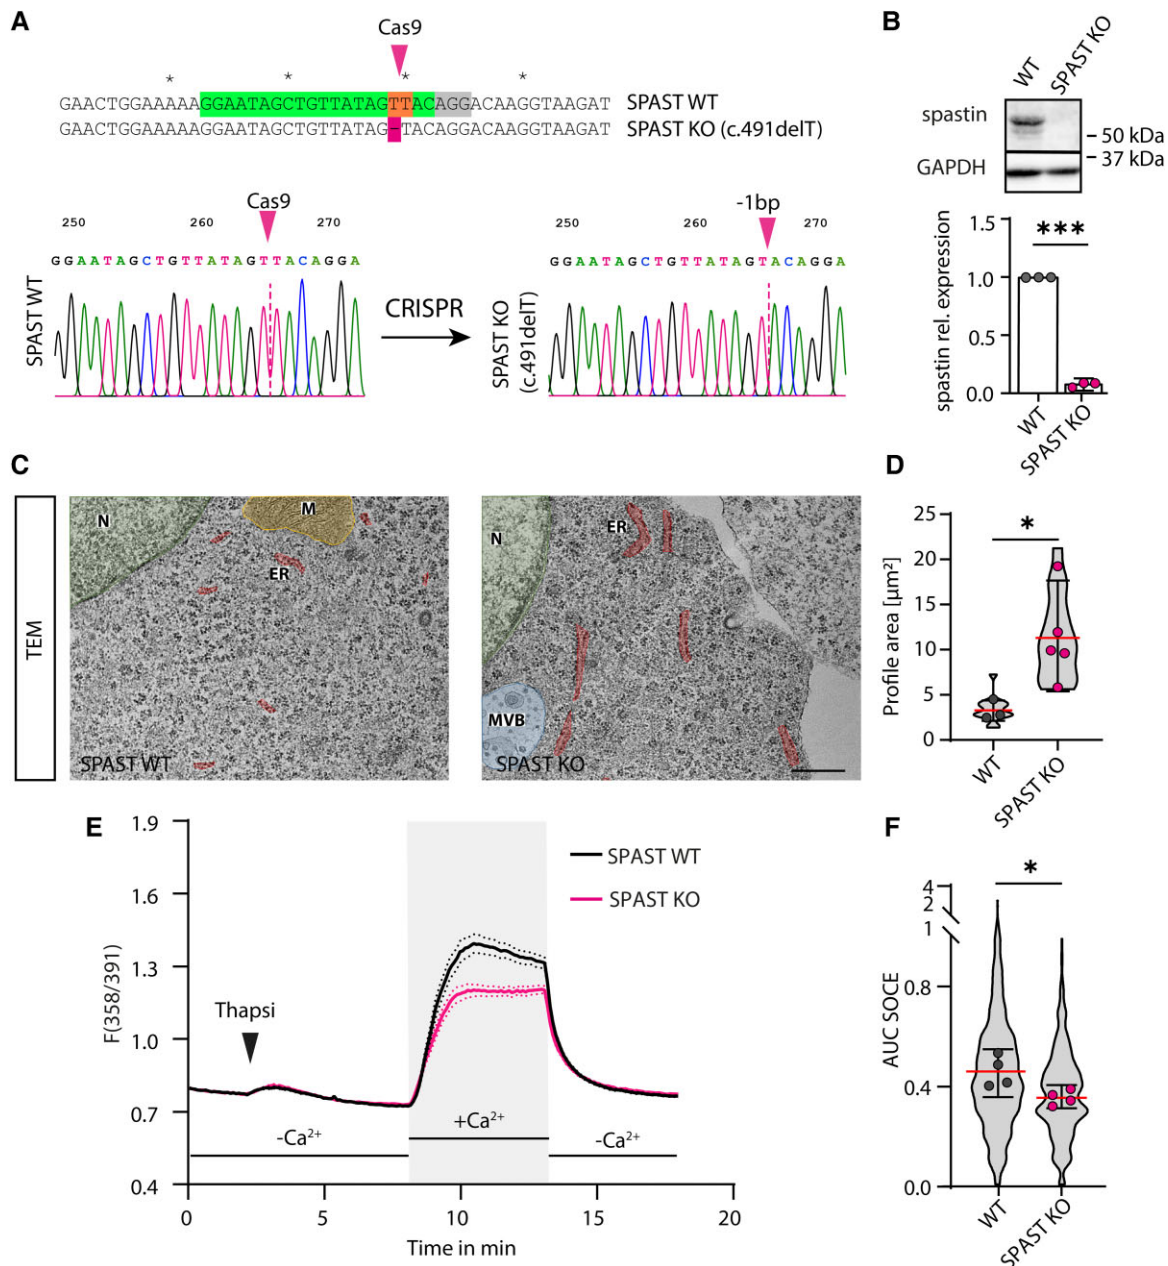 A
Cas9
* * * *
GAACTGGAAAAAGGAATAGCTGTTATAGTTACAGGACAAGGTAAGAT SPAST WT
GAACTGGAAAAAGGAATAGCTGTTATAG-TACAGGACAAGGTAAGAT SPAST KO (c.491delT)
Cas9
250 260 270
GGAATAGCTGTTATAGTTACAGGA
SPAST WT
CRISPR
-1bp
250 260 270
GGAATAGCTGTTATAGTACAGGA
SPAST KO
(c.491delT)
B
WT
SPAST KO
spastin
- 50 kDa
- 37 kDa
GAPDH
spastin rel. expression
1.5
1.0
0.5
0.0
***
WT
SPAST KO
C
TEM
N
M
ER
SPAST WT
N
ER
MVB
SPAST KO
D
Profile area [µm²]
25
20
15
10
5
0
*
WT
SPAST KO
E
F(358/391)
1.9
1.6
1.3
1.0
0.7
0.4
SPAST WT
SPAST KO
Thapsi
-Ca²⁺
+Ca²⁺
-Ca²⁺
0 5 10 15 20
Time in min
F
AUC SOCE
4
2
1
0.8
0.4
0.0
*
WT
SPAST KO